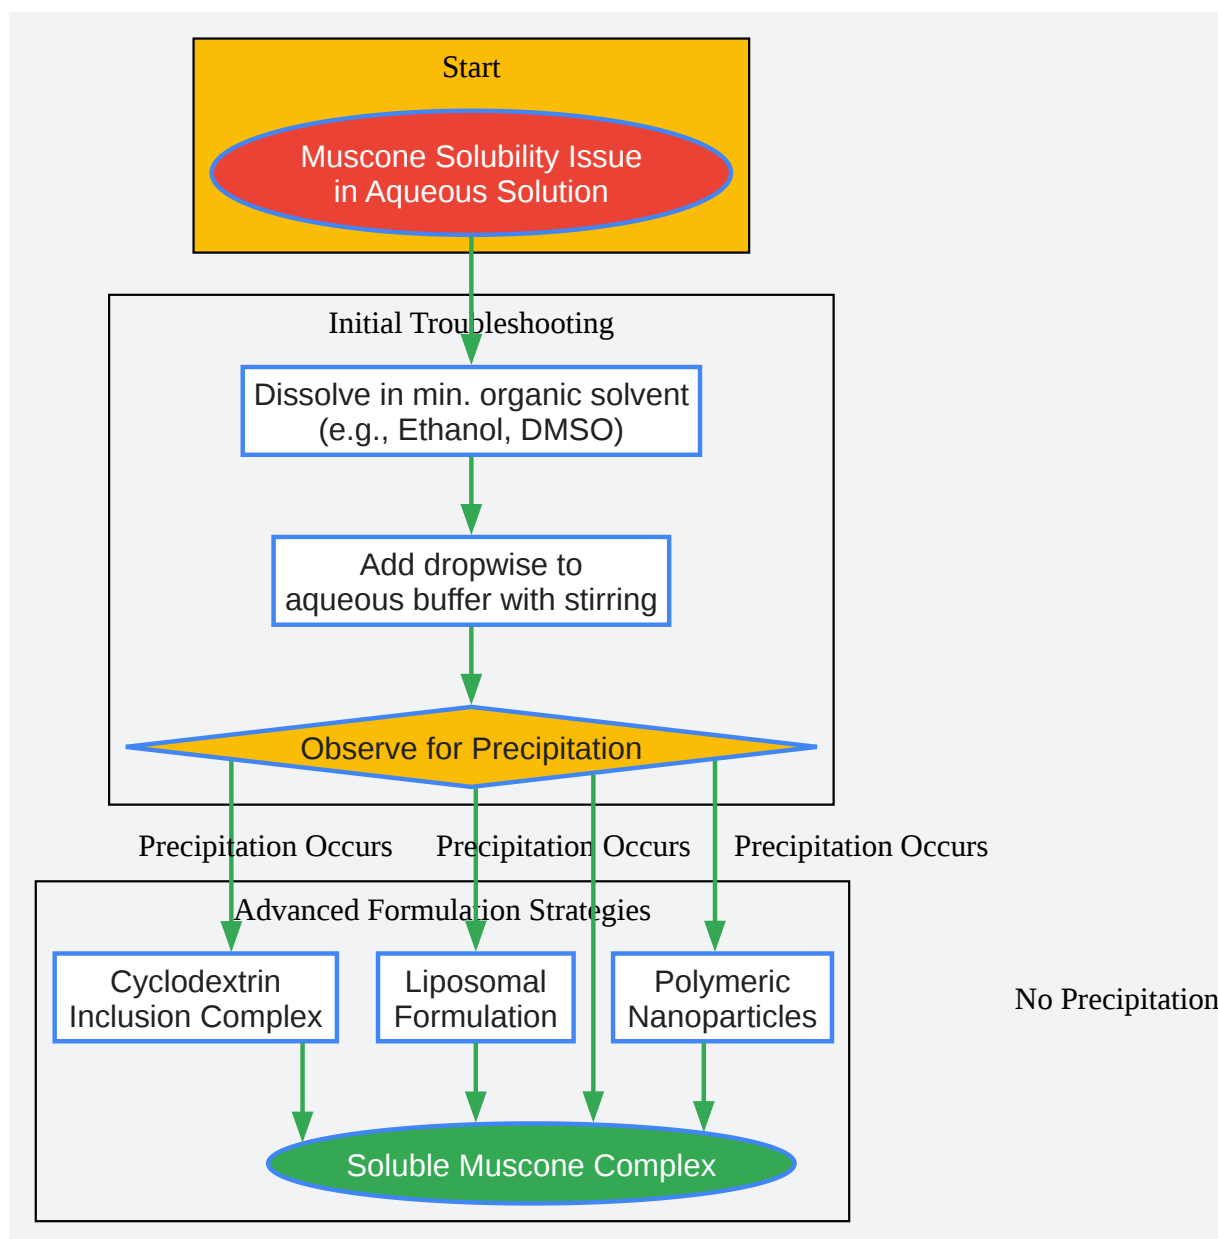 Start
Muscone Solubility Issue
in Aqueous Solution
Initial Troubleshooting
Dissolve in min. organic solvent
(e.g., Ethanol, DMSO)
Add dropwise to
aqueous buffer with stirring
Observe for Precipitation
Precipitation Occurs
Precipitation Occurs
Precipitation Occurs
Advanced Formulation Strategies
Cyclodextrin
Inclusion Complex
Liposomal
Formulation
Polymeric
Nanoparticles
No Precipitation
Soluble Muscone Complex